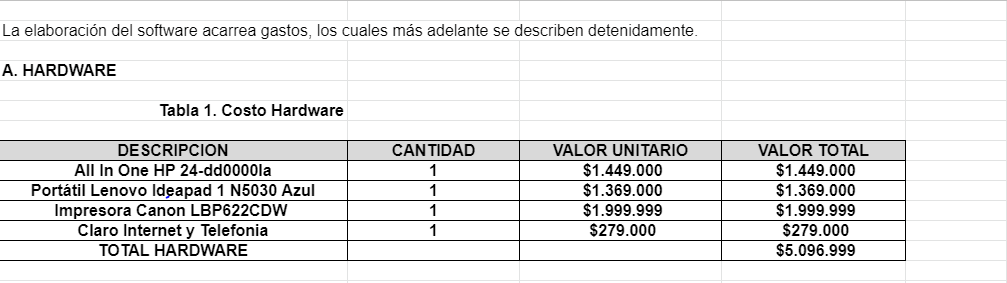 La elaboración del software acarrea gastos, los cuales más adelante se describen detenidamente.
A. HARDWARE
Tabla 1. Costo Hardware
DESCRIPCION CANTIDAD VALOR UNITARIO VALOR TOTAL
All In One HP 24-dd0000la 1 $1.449.000 $1.449.000
Portátil Lenovo Ideapad 1 N5030 Azul 1 $1.369.000 $1.369.000
Impresora Canon LBP622CDW 1 $1.999.999 $1.999.999
Claro Internet y Telefonia 1 $279.000 $279.000
TOTAL HARDWARE $5.096.999